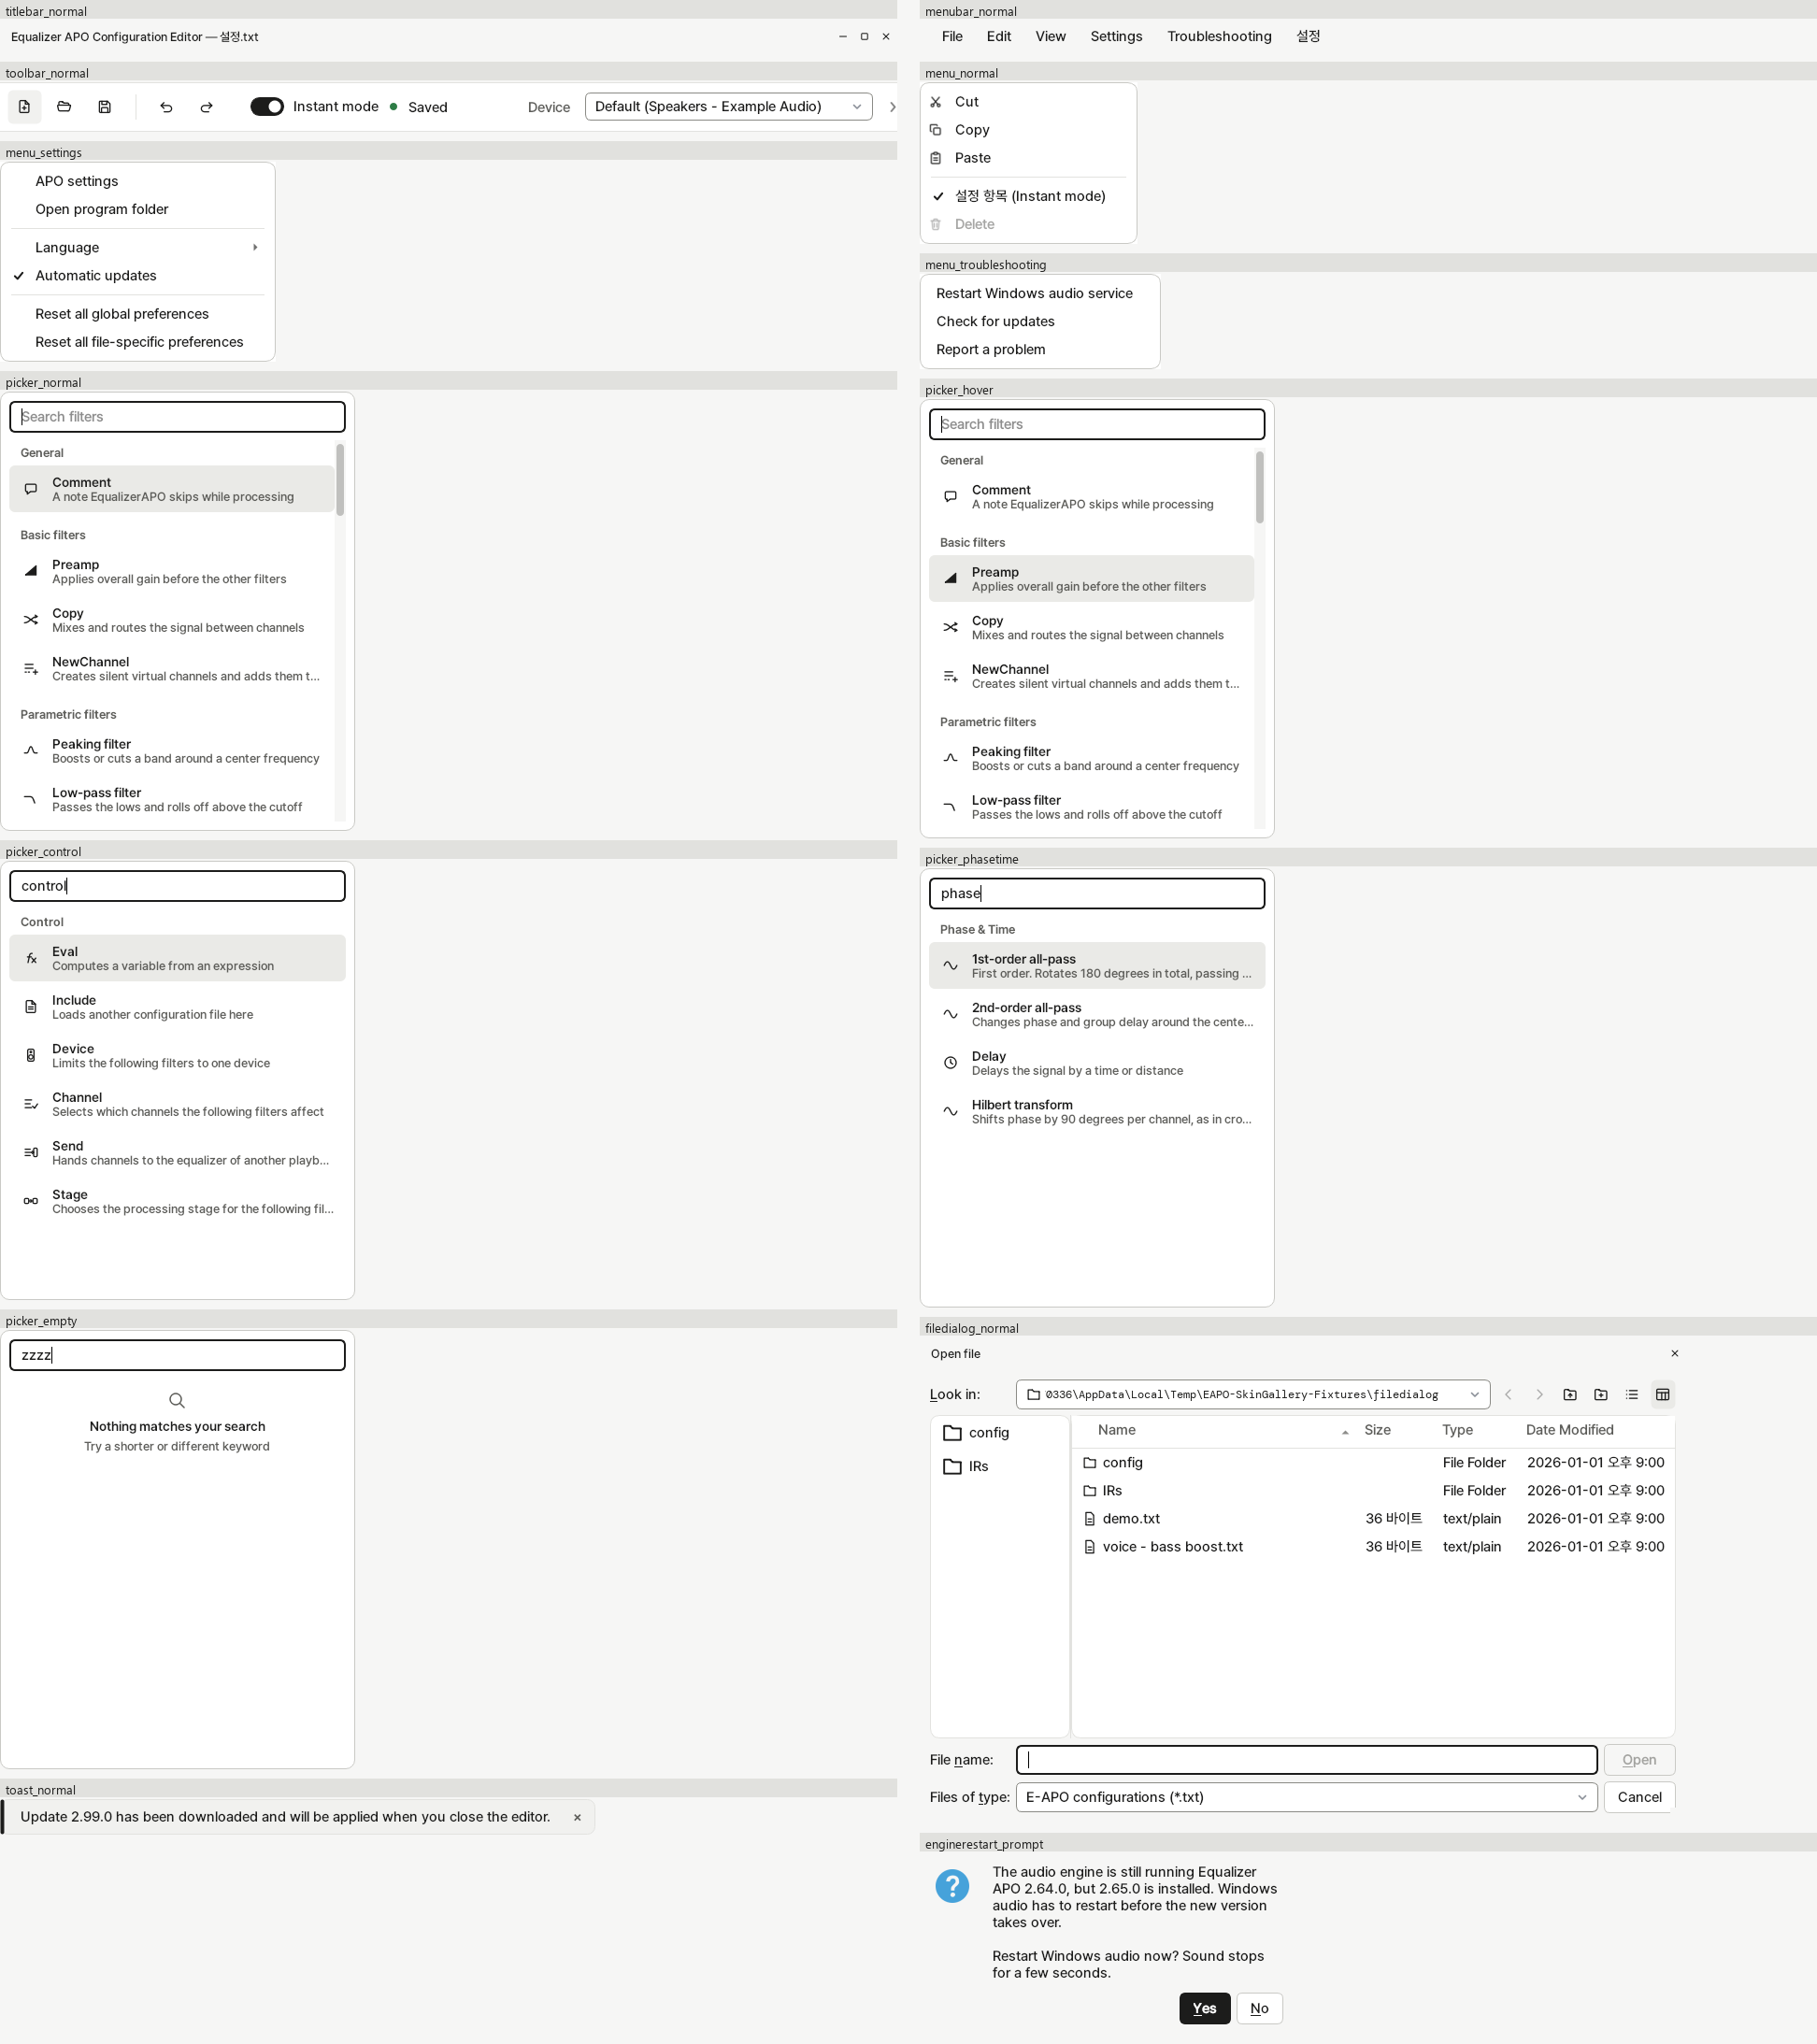 titlebar_normal
Equalizer APO Configuration Editor — 설정.txt
toolbar_normal
Instant mode
Saved
Device
Default (Speakers - Example Audio)
menu_settings
APO settings
Open program folder
Language
Automatic updates
Reset all global preferences
Reset all file-specific preferences
picker_normal
Search filters
General
Comment
A note EqualizerAPO skips while processing
Basic filters
Preamp
Applies overall gain before the other filters
Copy
Mixes and routes the signal between channels
NewChannel
Creates silent virtual channels and adds them t...
Parametric filters
Peaking filter
Boosts or cuts a band around a center frequency
Low-pass filter
Passes the lows and rolls off above the cutoff
picker_control
control
Control
Eval
Computes a variable from an expression
Include
Loads another configuration file here
Device
Limits the following filters to one device
Channel
Selects which channels the following filters affect
Send
Hands channels to the equalizer of another playb...
Stage
Chooses the processing stage for the following fil...
picker_empty
zzzz
Nothing matches your search
Try a shorter or different keyword
toast_normal
Update 2.99.0 has been downloaded and will be applied when you close the editor.
menubar_normal
File Edit View Settings Troubleshooting 설정
menu_normal
Cut
Copy
Paste
설정 항목 (Instant mode)
Delete
menu_troubleshooting
Restart Windows audio service
Check for updates
Report a problem
picker_hover
Search filters
General
Comment
A note EqualizerAPO skips while processing
Basic filters
Preamp
Applies overall gain before the other filters
Copy
Mixes and routes the signal between channels
NewChannel
Creates silent virtual channels and adds them t...
Parametric filters
Peaking filter
Boosts or cuts a band around a center frequency
Low-pass filter
Passes the lows and rolls off above the cutoff
picker_phasetime
phase
Phase & Time
1st-order all-pass
First order. Rotates 180 degrees in total, passing ...
2nd-order all-pass
Changes phase and group delay around the cente...
Delay
Delays the signal by a time or distance
Hilbert transform
Shifts phase by 90 degrees per channel, as in cro...
filedialog_normal
Open file
Look in: 0336\AppData\Local\Temp\EAPO-SkinGallery-Fixtures\filedialog
config
IRs
Name Size Type Date Modified
config File Folder 2026-01-01 오후 9:00
IRs File Folder 2026-01-01 오후 9:00
demo.txt 36 바이트 text/plain 2026-01-01 오후 9:00
voice - bass boost.txt 36 바이트 text/plain 2026-01-01 오후 9:00
File name: Open
Files of type: E-APO configurations (*.txt) Cancel
enginerestart_prompt
The audio engine is still running Equalizer
APO 2.64.0, but 2.65.0 is installed. Windows
audio has to restart before the new version
takes over.
Restart Windows audio now? Sound stops
for a few seconds.
Yes No